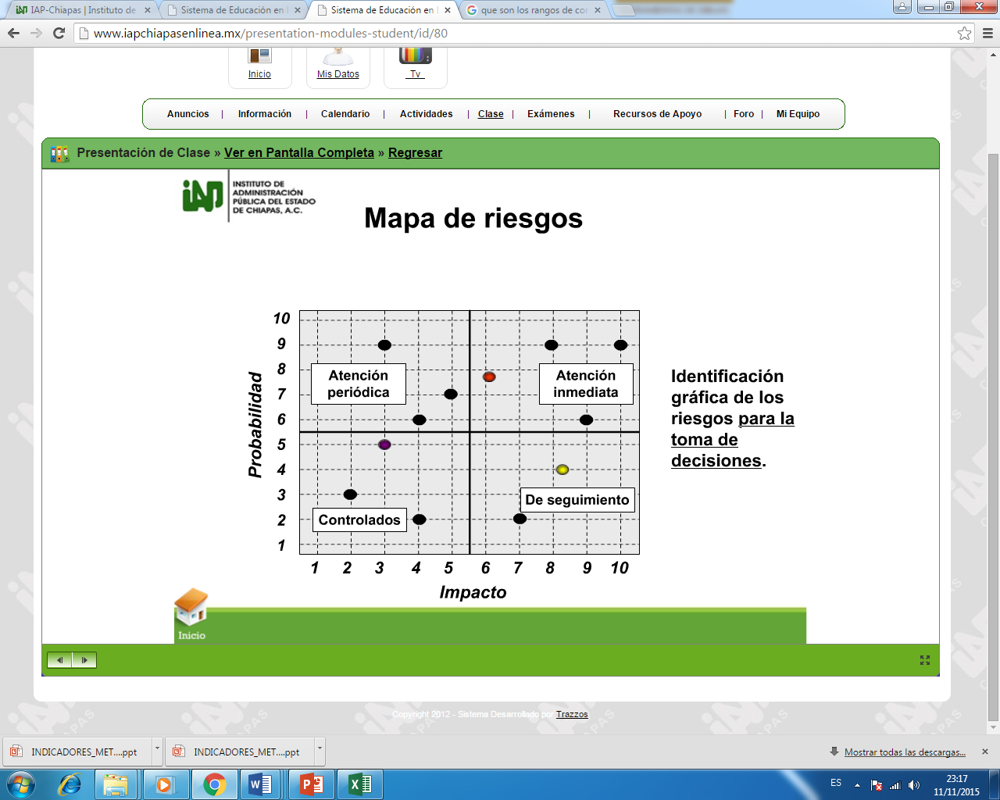 IAP-Chiapas | Instituto de
Sistema de Educación en
Sistema de Educación en
que son los rangos de cor
www.iapchiapasenlinea.mx/presentation-modules-student/id/80
Inicio
Mis Datos
Tv
Anuncios | Información | Calendario | Actividades | Clase | Exámenes | Recursos de Apoyo | Foro | Mi Equipo
Presentación de Clase » Ver en Pantalla Completa » Regresar
iAP
INSTITUTO DE
ADMINISTRACIÓN
PÚBLICA DEL ESTADO
DE CHIAPAS, A.C.
Mapa de riesgos
Probabilidad
10
9
8
7
6
5
4
3
2
1
Atención
periódica
Atención
inmediata
Controlados
De seguimiento
1 2 3 4 5 6 7 8 9 10
Impacto
Identificación
gráfica de los
riesgos para la
toma de
decisiones.
Inicio
Copyright 2012 - Sistema Desarrollado por Trazzos
INDICADORES_MET....ppt
INDICADORES_MET....ppt
Mostrar todas las descargas...
ES
23:17
11/11/2015